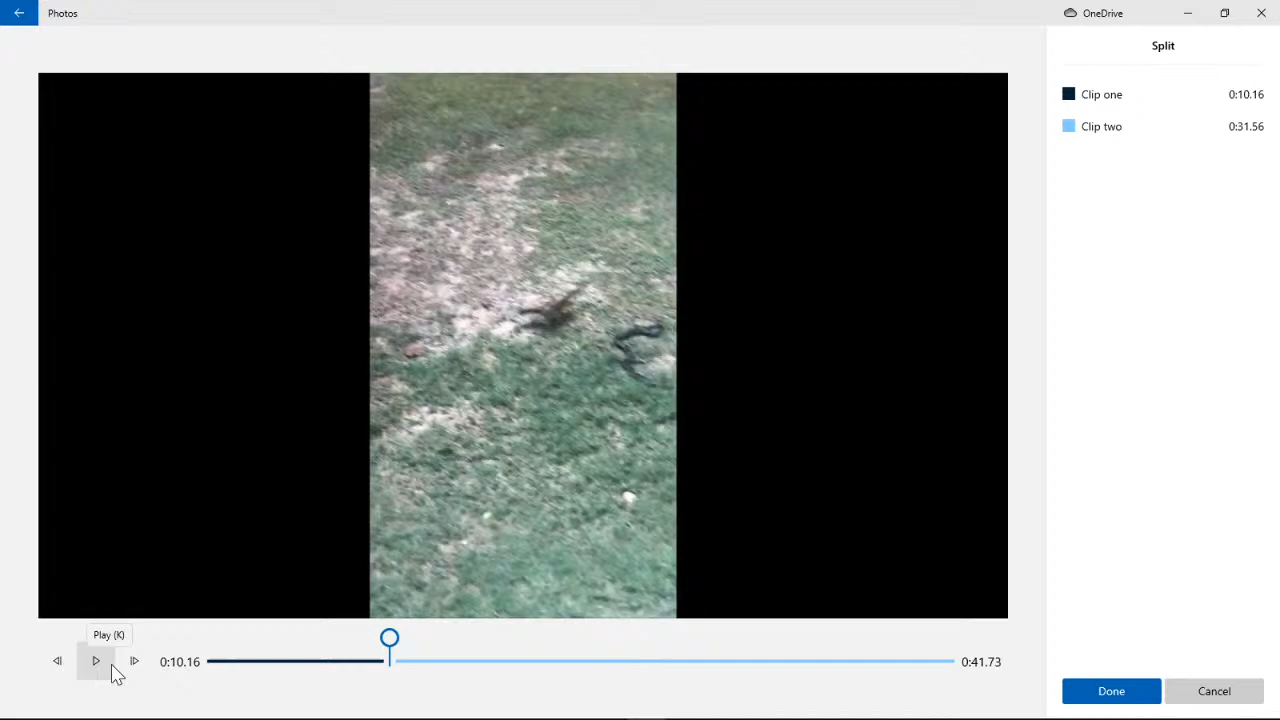 Photos
OneDrive
Split
Clip one 0:10.16
Clip two 0:31.56
Play (K)
0:10.16
0:41.73
Done
Cancel